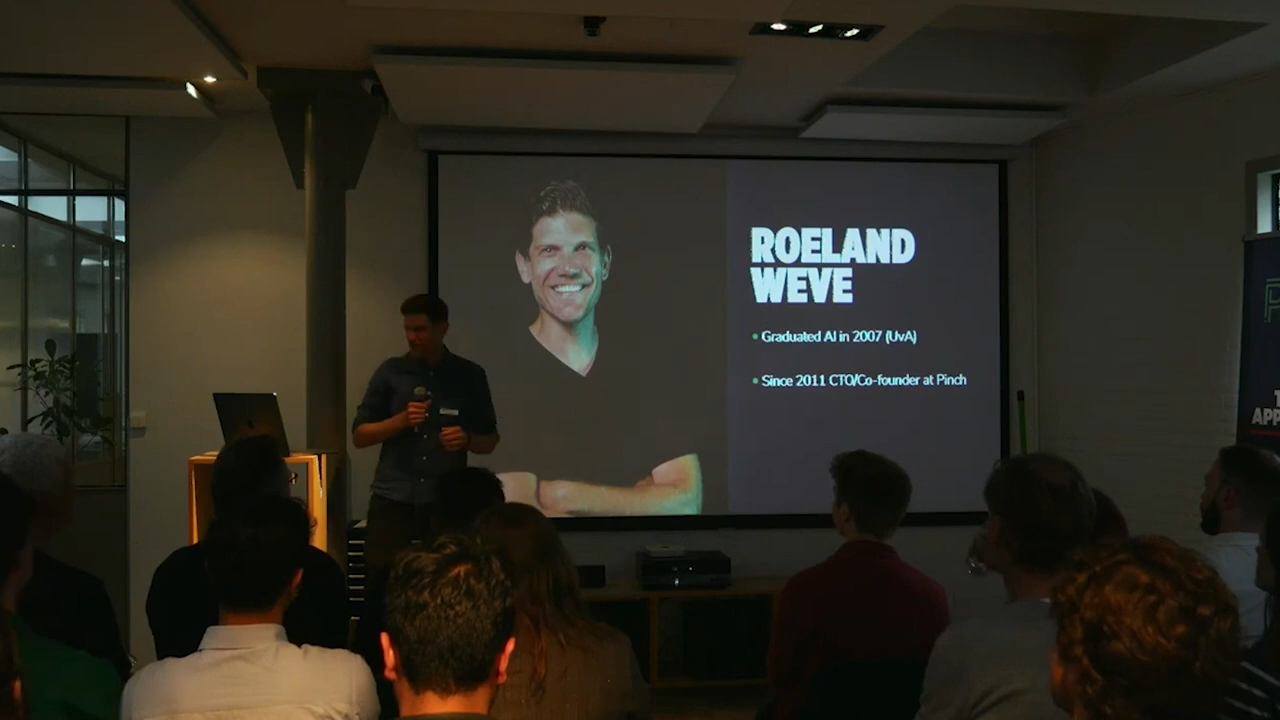 ROELAND
WEVE
• Graduated AI in 2007 (UvA)
• Since 2011 CTO/Co-founder at Pinch